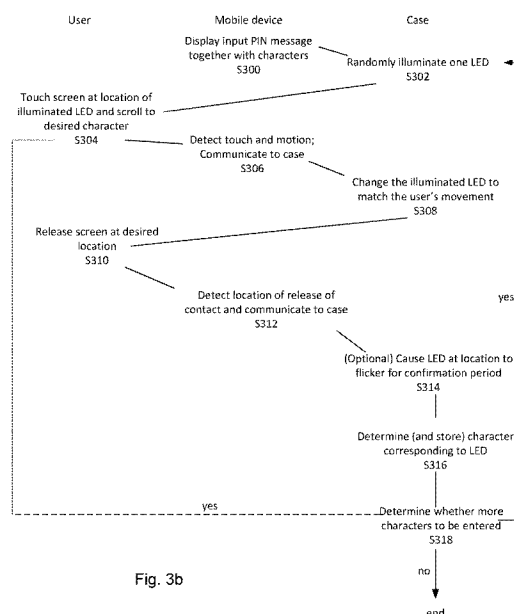 User Mobile device Case
Display input PIN message
together with characters
S300
Randomly illuminate one LED
S302
Touch screen at location of
illuminated LED and scroll to
desired character
S304
Detect touch and motion;
Communicate to case
S306
Change the illuminated LED to
match the user's movement
S308
Release screen at desired
location
S310
Detect location of release of
contact and communicate to case
S312
yes
(Optional) Cause LED at location to
flicker for confirmation period
S314
Determine (and store) character
corresponding to LED
S316
yes
Determine whether more
characters to be entered
S318
no
Fig. 3b
end